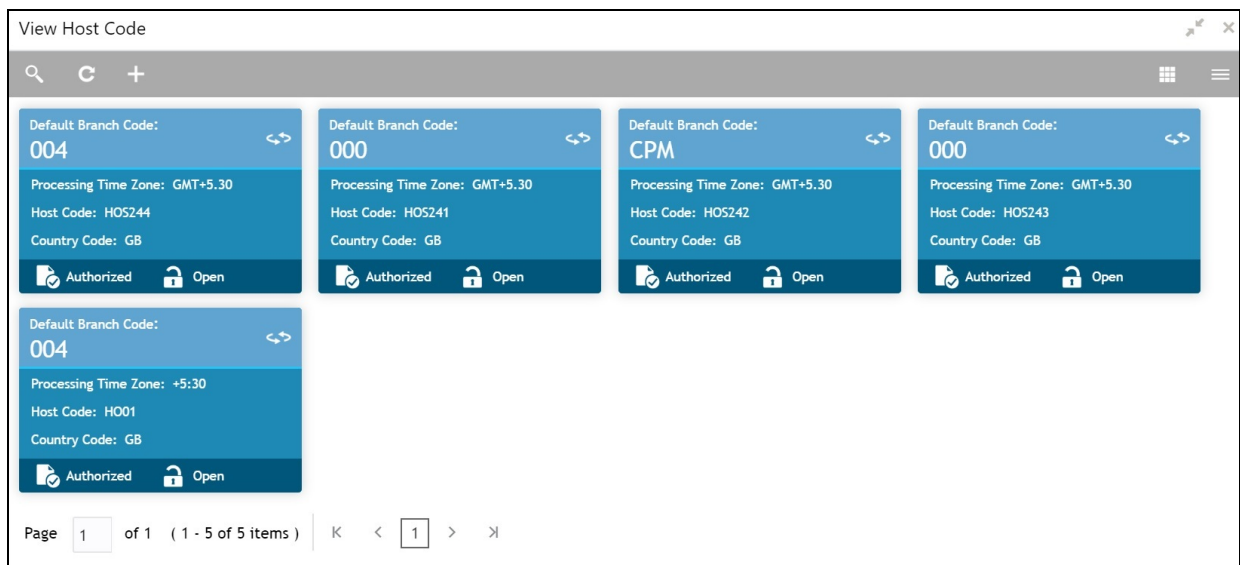 View Host Code
Default Branch Code:
004
Processing Time Zone: GMT+5.30
Host Code: HOS244
Country Code: GB
Authorized Open
Default Branch Code:
000
Processing Time Zone: GMT+5.30
Host Code: HOS241
Country Code: GB
Authorized Open
Default Branch Code:
CPM
Processing Time Zone: GMT+5.30
Host Code: HOS242
Country Code: GB
Authorized Open
Default Branch Code:
000
Processing Time Zone: GMT+5.30
Host Code: HOS243
Country Code: GB
Authorized Open
Default Branch Code:
004
Processing Time Zone: +5:30
Host Code: HO01
Country Code: GB
Authorized Open
Page 1 of 1 ( 1 - 5 of 5 items ) 1